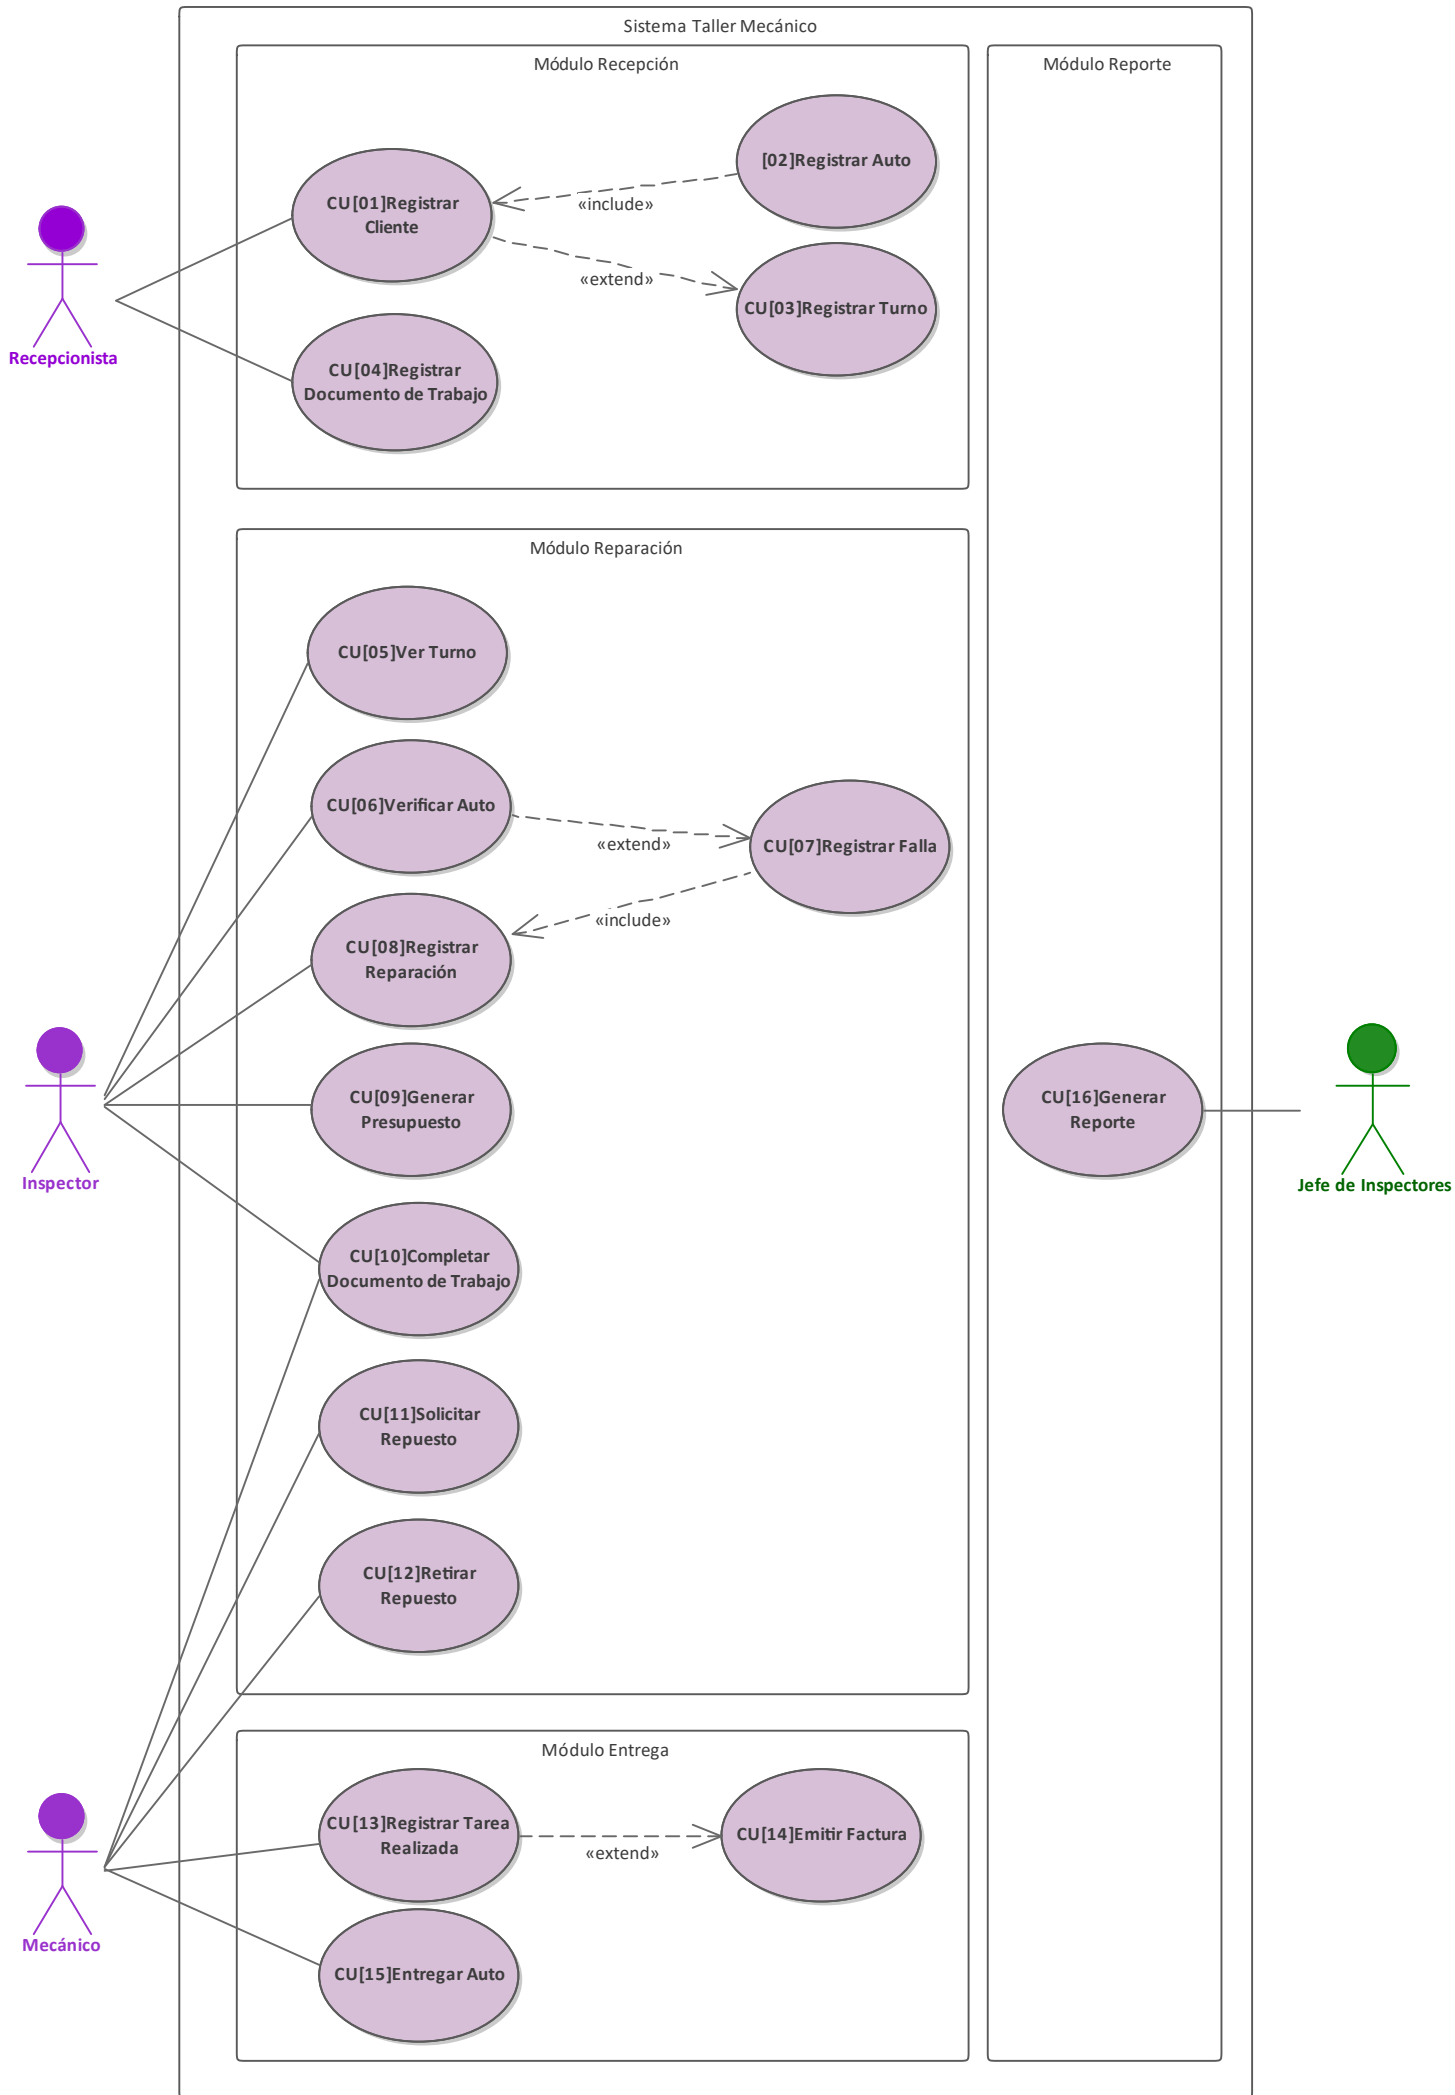 Sistema Taller Mecánico
Módulo Recepción
Módulo Reporte
[02]Registrar Auto
CU[01]Registrar
Cliente
«include»
«extend»
CU[03]Registrar Turno
Recepcionista
CU[04]Registrar
Documento de Trabajo
Módulo Reparación
CU[05]Ver Turno
CU[06]Verificar Auto
«extend»
CU[07]Registrar Falla
«include»
CU[08]Registrar
Reparación
CU[09]Generar
Presupuesto
CU[16]Generar
Reporte
Inspector
Jefe de Inspectores
CU[10]Completar
Documento de Trabajo
CU[11]Solicitar
Repuesto
CU[12]Retirar
Repuesto
Módulo Entrega
CU[13]Registrar Tarea
Realizada
«extend»
CU[14]Emitir Factura
Mecánico
CU[15]Entregar Auto